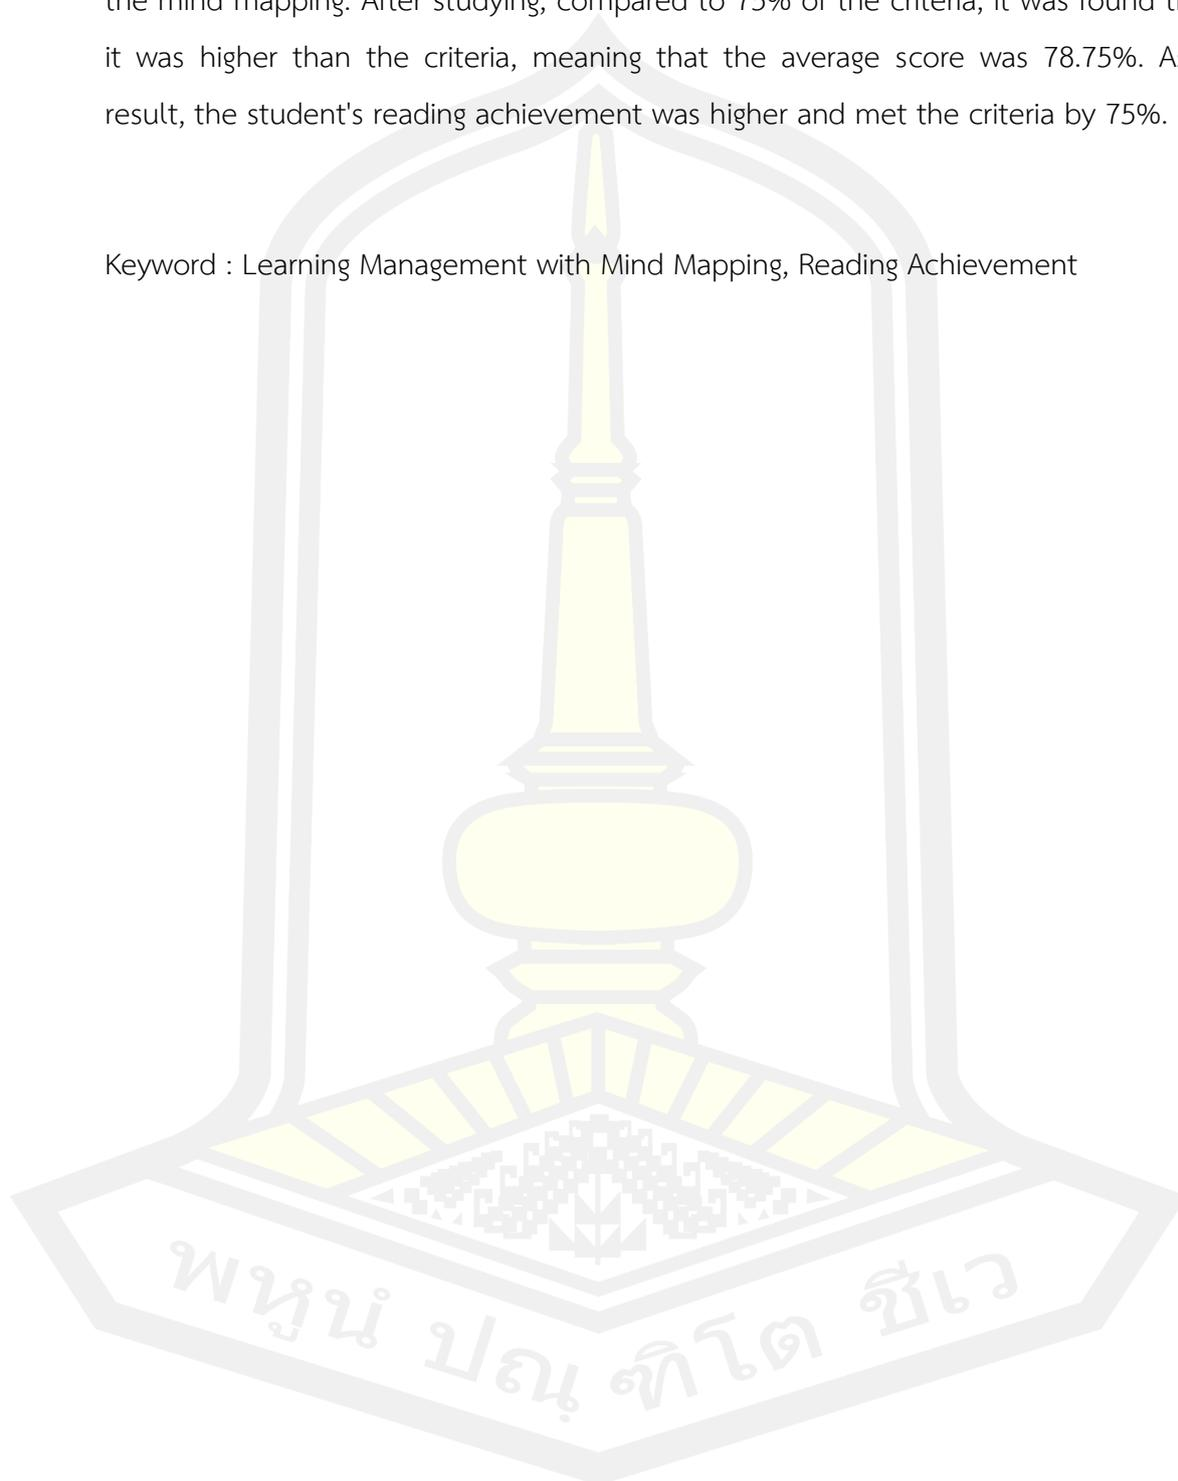 the mind mapping. After studying, compared to 75% of the criteria, it was found
it was higher than the criteria, meaning that the average score was 78.75%.
result, the student's reading achievement was higher and met the criteria by 75%.
Keyword : Learning Management with Mind Mapping, Reading Achievement
พหูนํ ปณฺฑิโต ชีเว